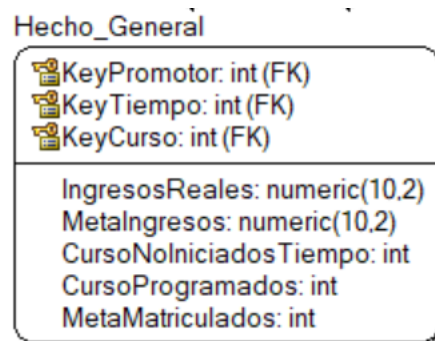 Hecho_General
KeyPromotor: int (FK)
KeyTiempo: int (FK)
KeyCurso: int (FK)
IngresosReales: numeric(10,2)
MetaIngresos: numeric(10,2)
CursoNoIniciadosTiempo: int
CursoProgramados: int
MetaMatriculados: int